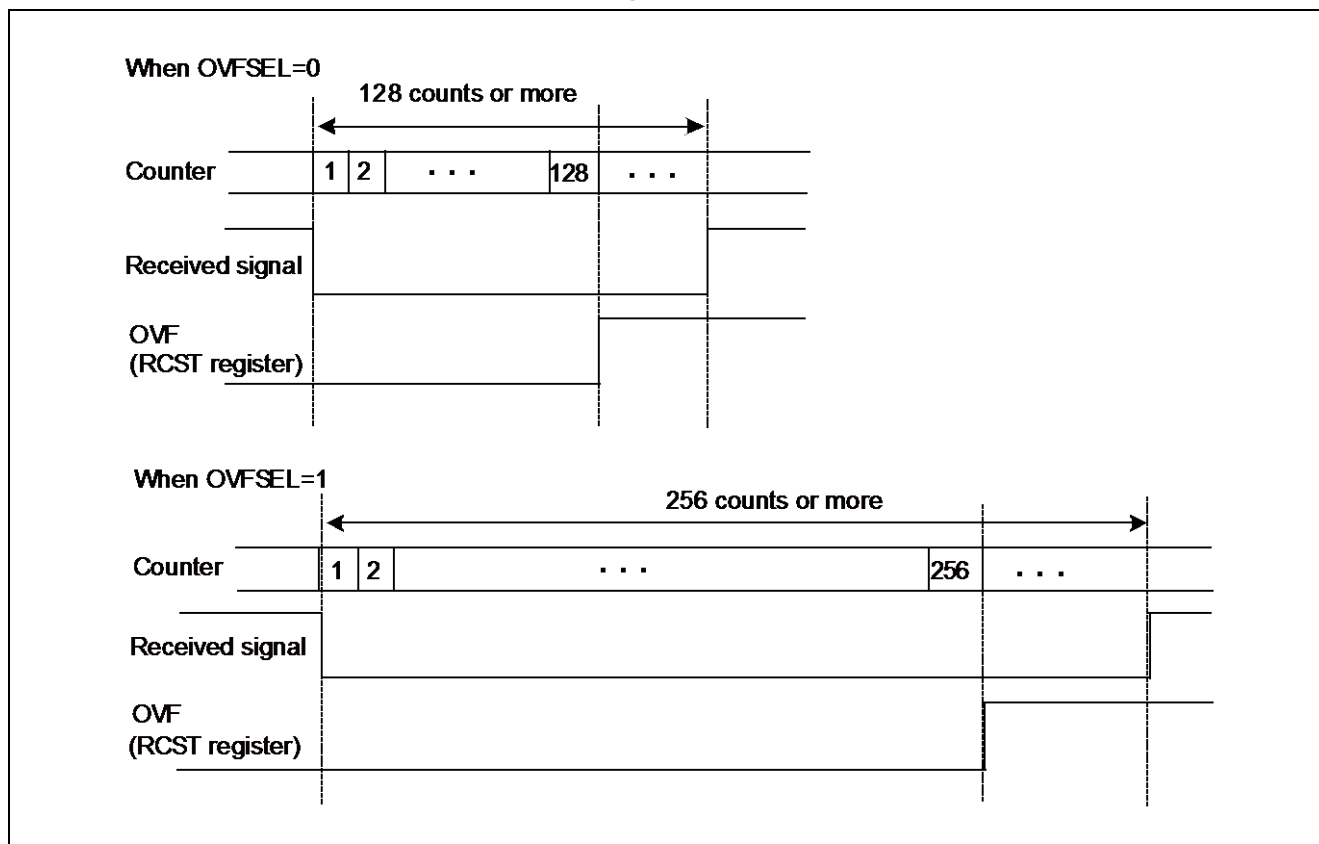 When OVFSEL=0
128 counts or more
Counter 1 2 · · · 128 · · ·
Received signal
OVF
(RCST register)
When OVFSEL=1
256 counts or more
Counter 1 2 · · · 256 · · ·
Received signal
OVF
(RCST register)